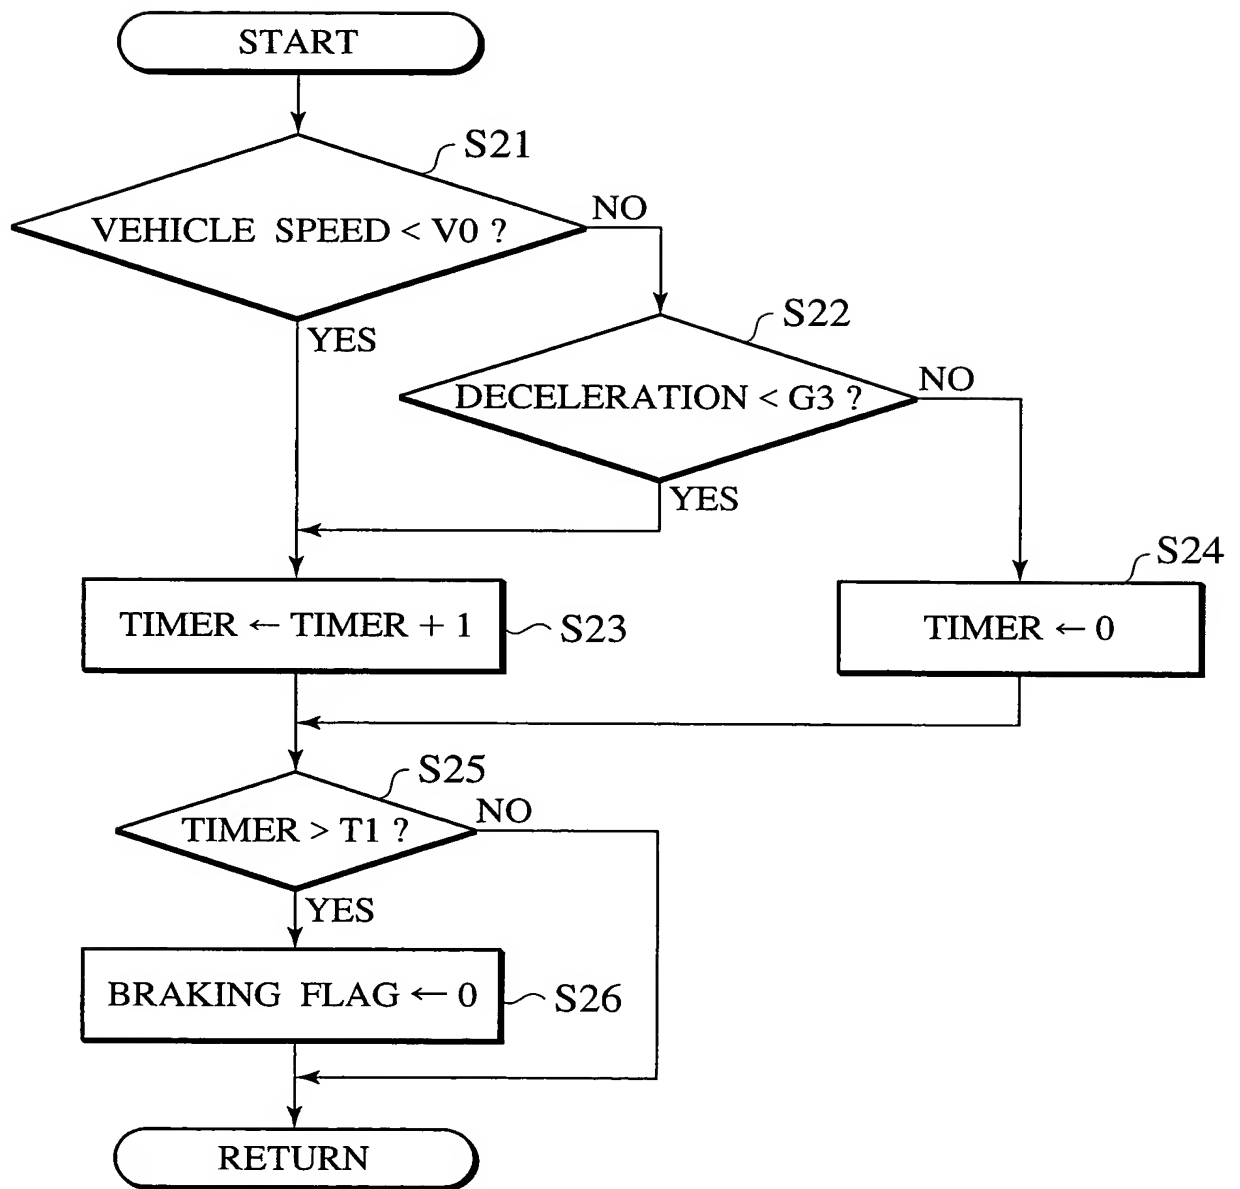 START
S21
VEHICLE SPEED < V0 ?
NO
YES
S22
DECELERATION < G3 ?
NO
YES
TIMER ← TIMER + 1
S23
S24
TIMER ← 0
S25
TIMER > T1 ?
NO
YES
BRAKING FLAG ← 0
S26
RETURN